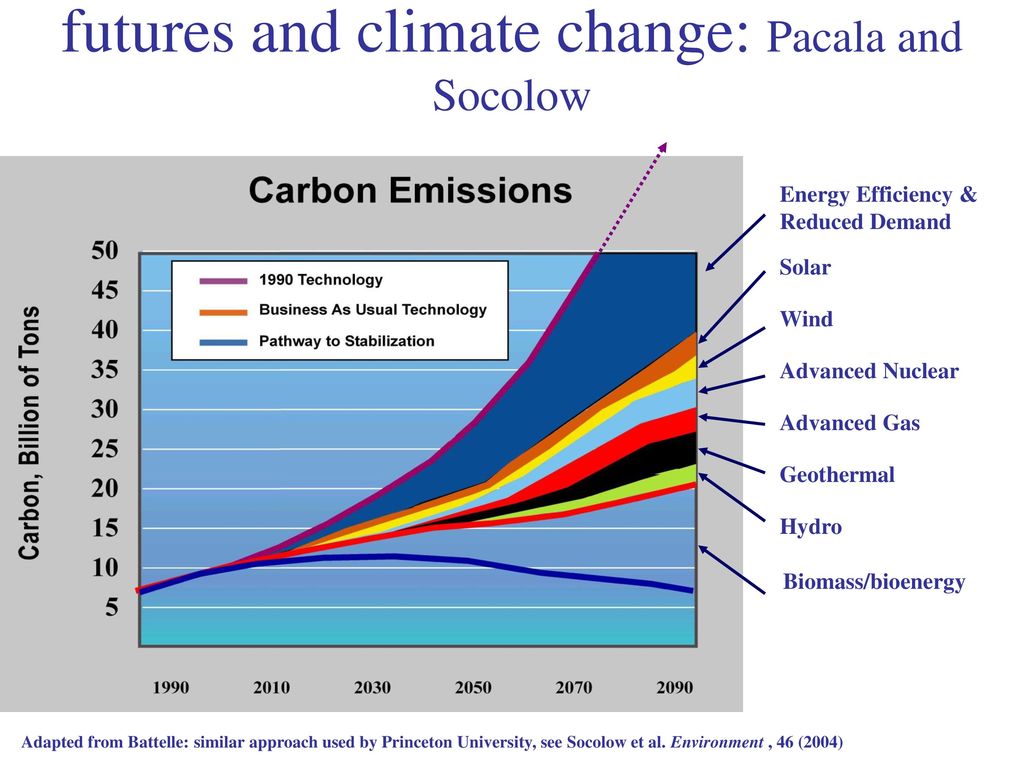 futures and climate change: Pacala and
Socolow
Carbon Emissions
Carbon, Billion of Tons
50
45
40
35
30
25
20
15
10
5
1990 Technology
Business As Usual Technology
Pathway to Stabilization
1990 2010 2030 2050 2070 2090
Energy Efficiency &
Reduced Demand
Solar
Wind
Advanced Nuclear
Advanced Gas
Geothermal
Hydro
Biomass/bioenergy
Adapted from Battelle: similar approach used by Princeton University, see Socolow et al. Environment , 46 (2004)